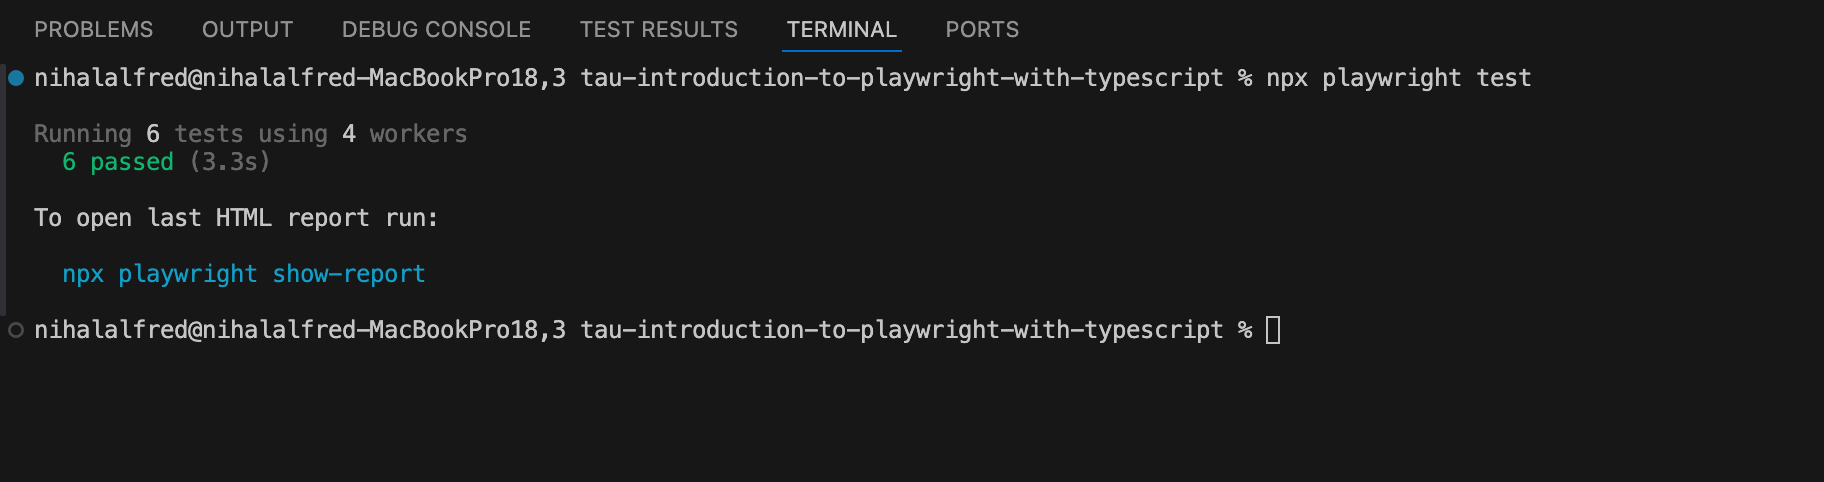 PROBLEMS OUTPUT DEBUG CONSOLE TEST RESULTS TERMINAL PORTS
nihalalfred@nihalalfred-MacBookPro18,3 tau-introduction-to-playwright-with-typescript % npx playwright test
Running 6 tests using 4 workers
6 passed (3.3s)
To open last HTML report run:
npx playwright show-report
nihalalfred@nihalalfred-MacBookPro18,3 tau-introduction-to-playwright-with-typescript %